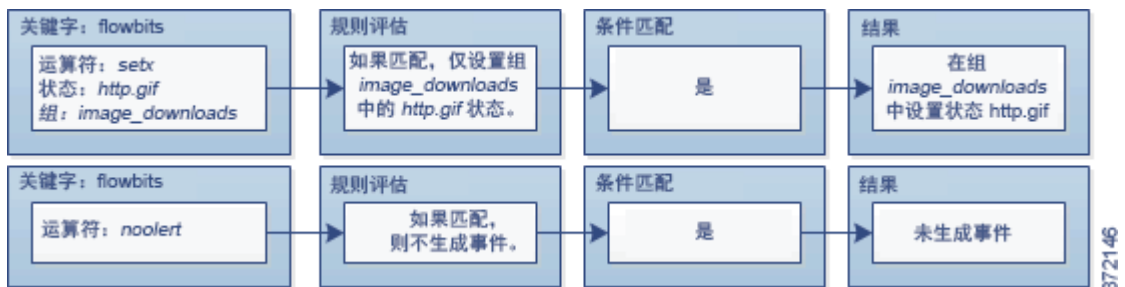 关键字：flowbits
运算符：setx
状态：http.gif
组：image_downloads
规则评估
如果匹配，仅设置组
image_downloads
中的 http.gif 状态。
条件匹配
是
结果
在组
image_downloads
中设置状态 http.gif
关键字：flowbits
运算符：noolert
规则评估
如果匹配，
则不生成事件。
条件匹配
是
结果
未生成事件
372146